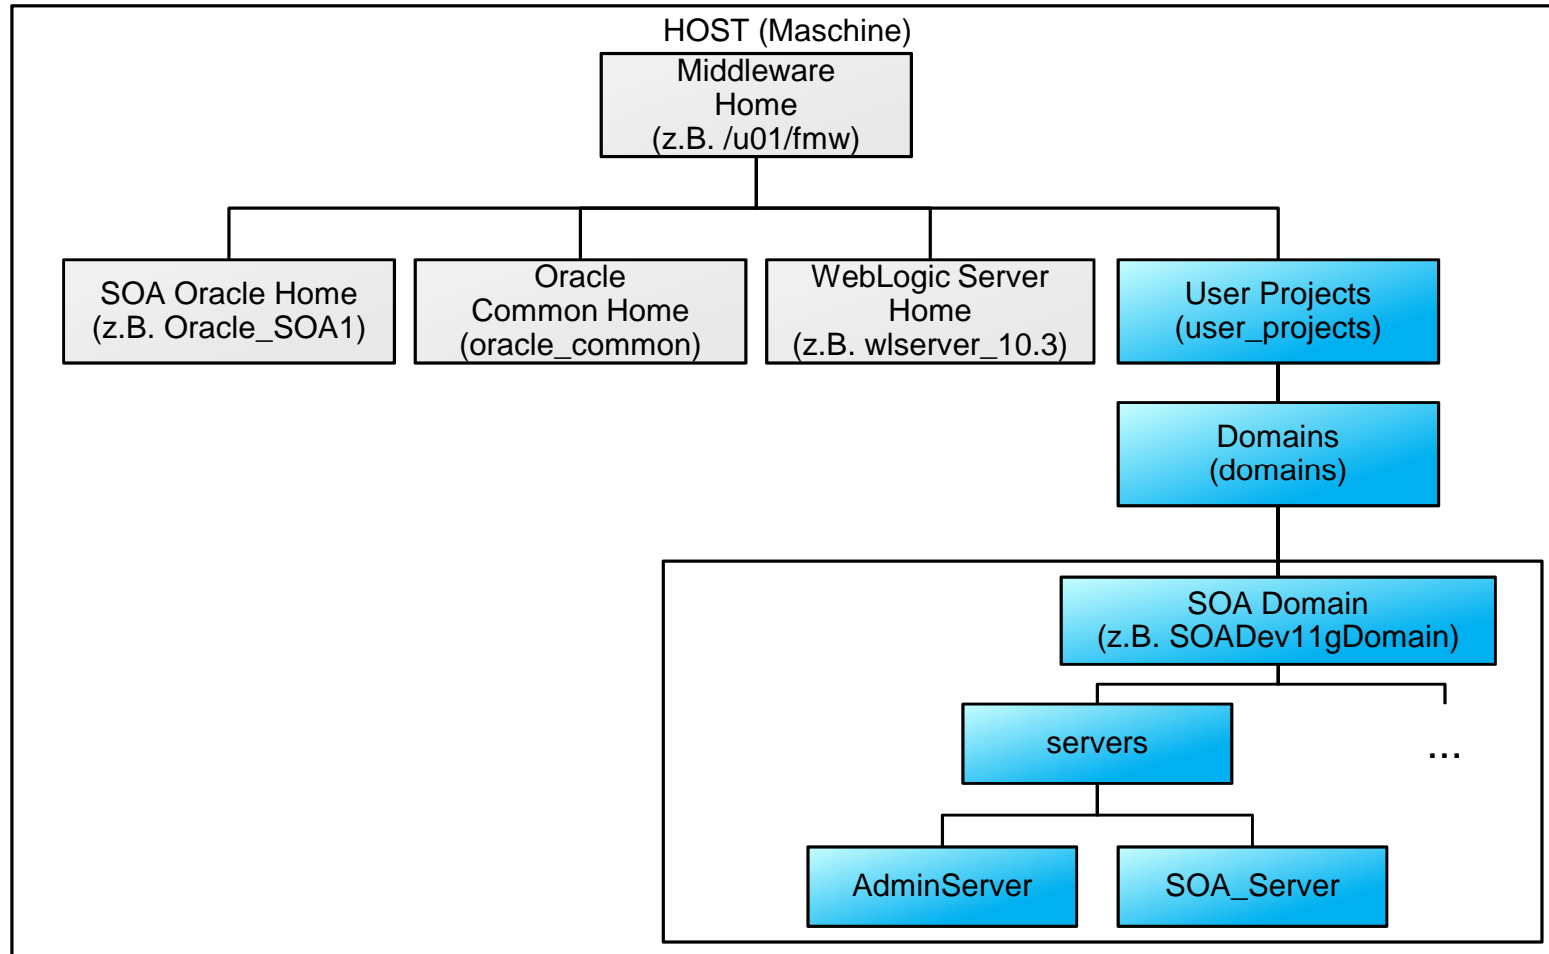 HOST (Maschine)
Middleware
Home
(z.B. /u01/fmw)
SOA Oracle Home
(z.B. Oracle_SOA1)
Oracle
Common Home
(oracle_common)
WebLogic Server
Home
(z.B. wlserver_10.3)
User Projects
(user_projects)
Domains
(domains)
SOA Domain
(z.B. SOADev11gDomain)
servers
...
AdminServer
SOA_Server